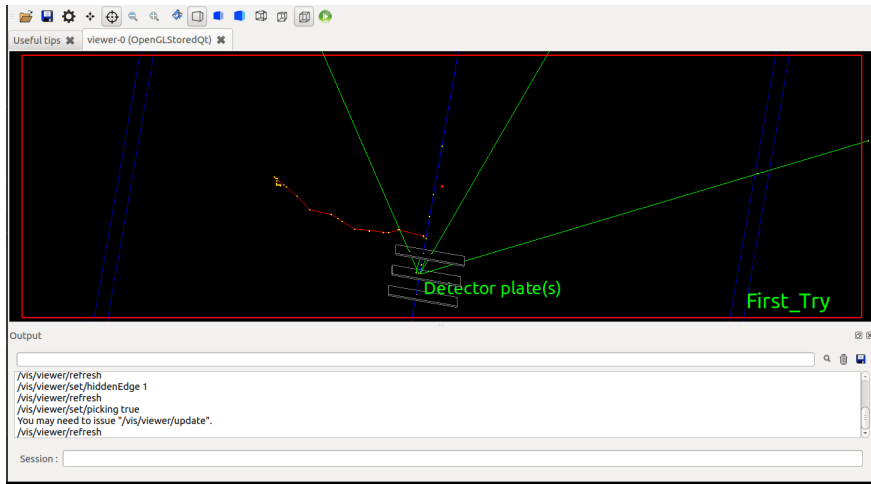 Useful tips
viewer-0 (OpenGLStoredQt)
Detector plate(s)
First_Try
Output
/vis/viewer/refresh
/vis/viewer/set/hiddenEdge 1
/vis/viewer/refresh
/vis/viewer/set/picking true
You may need to issue "/vis/viewer/update".
/vis/viewer/refresh
Session :